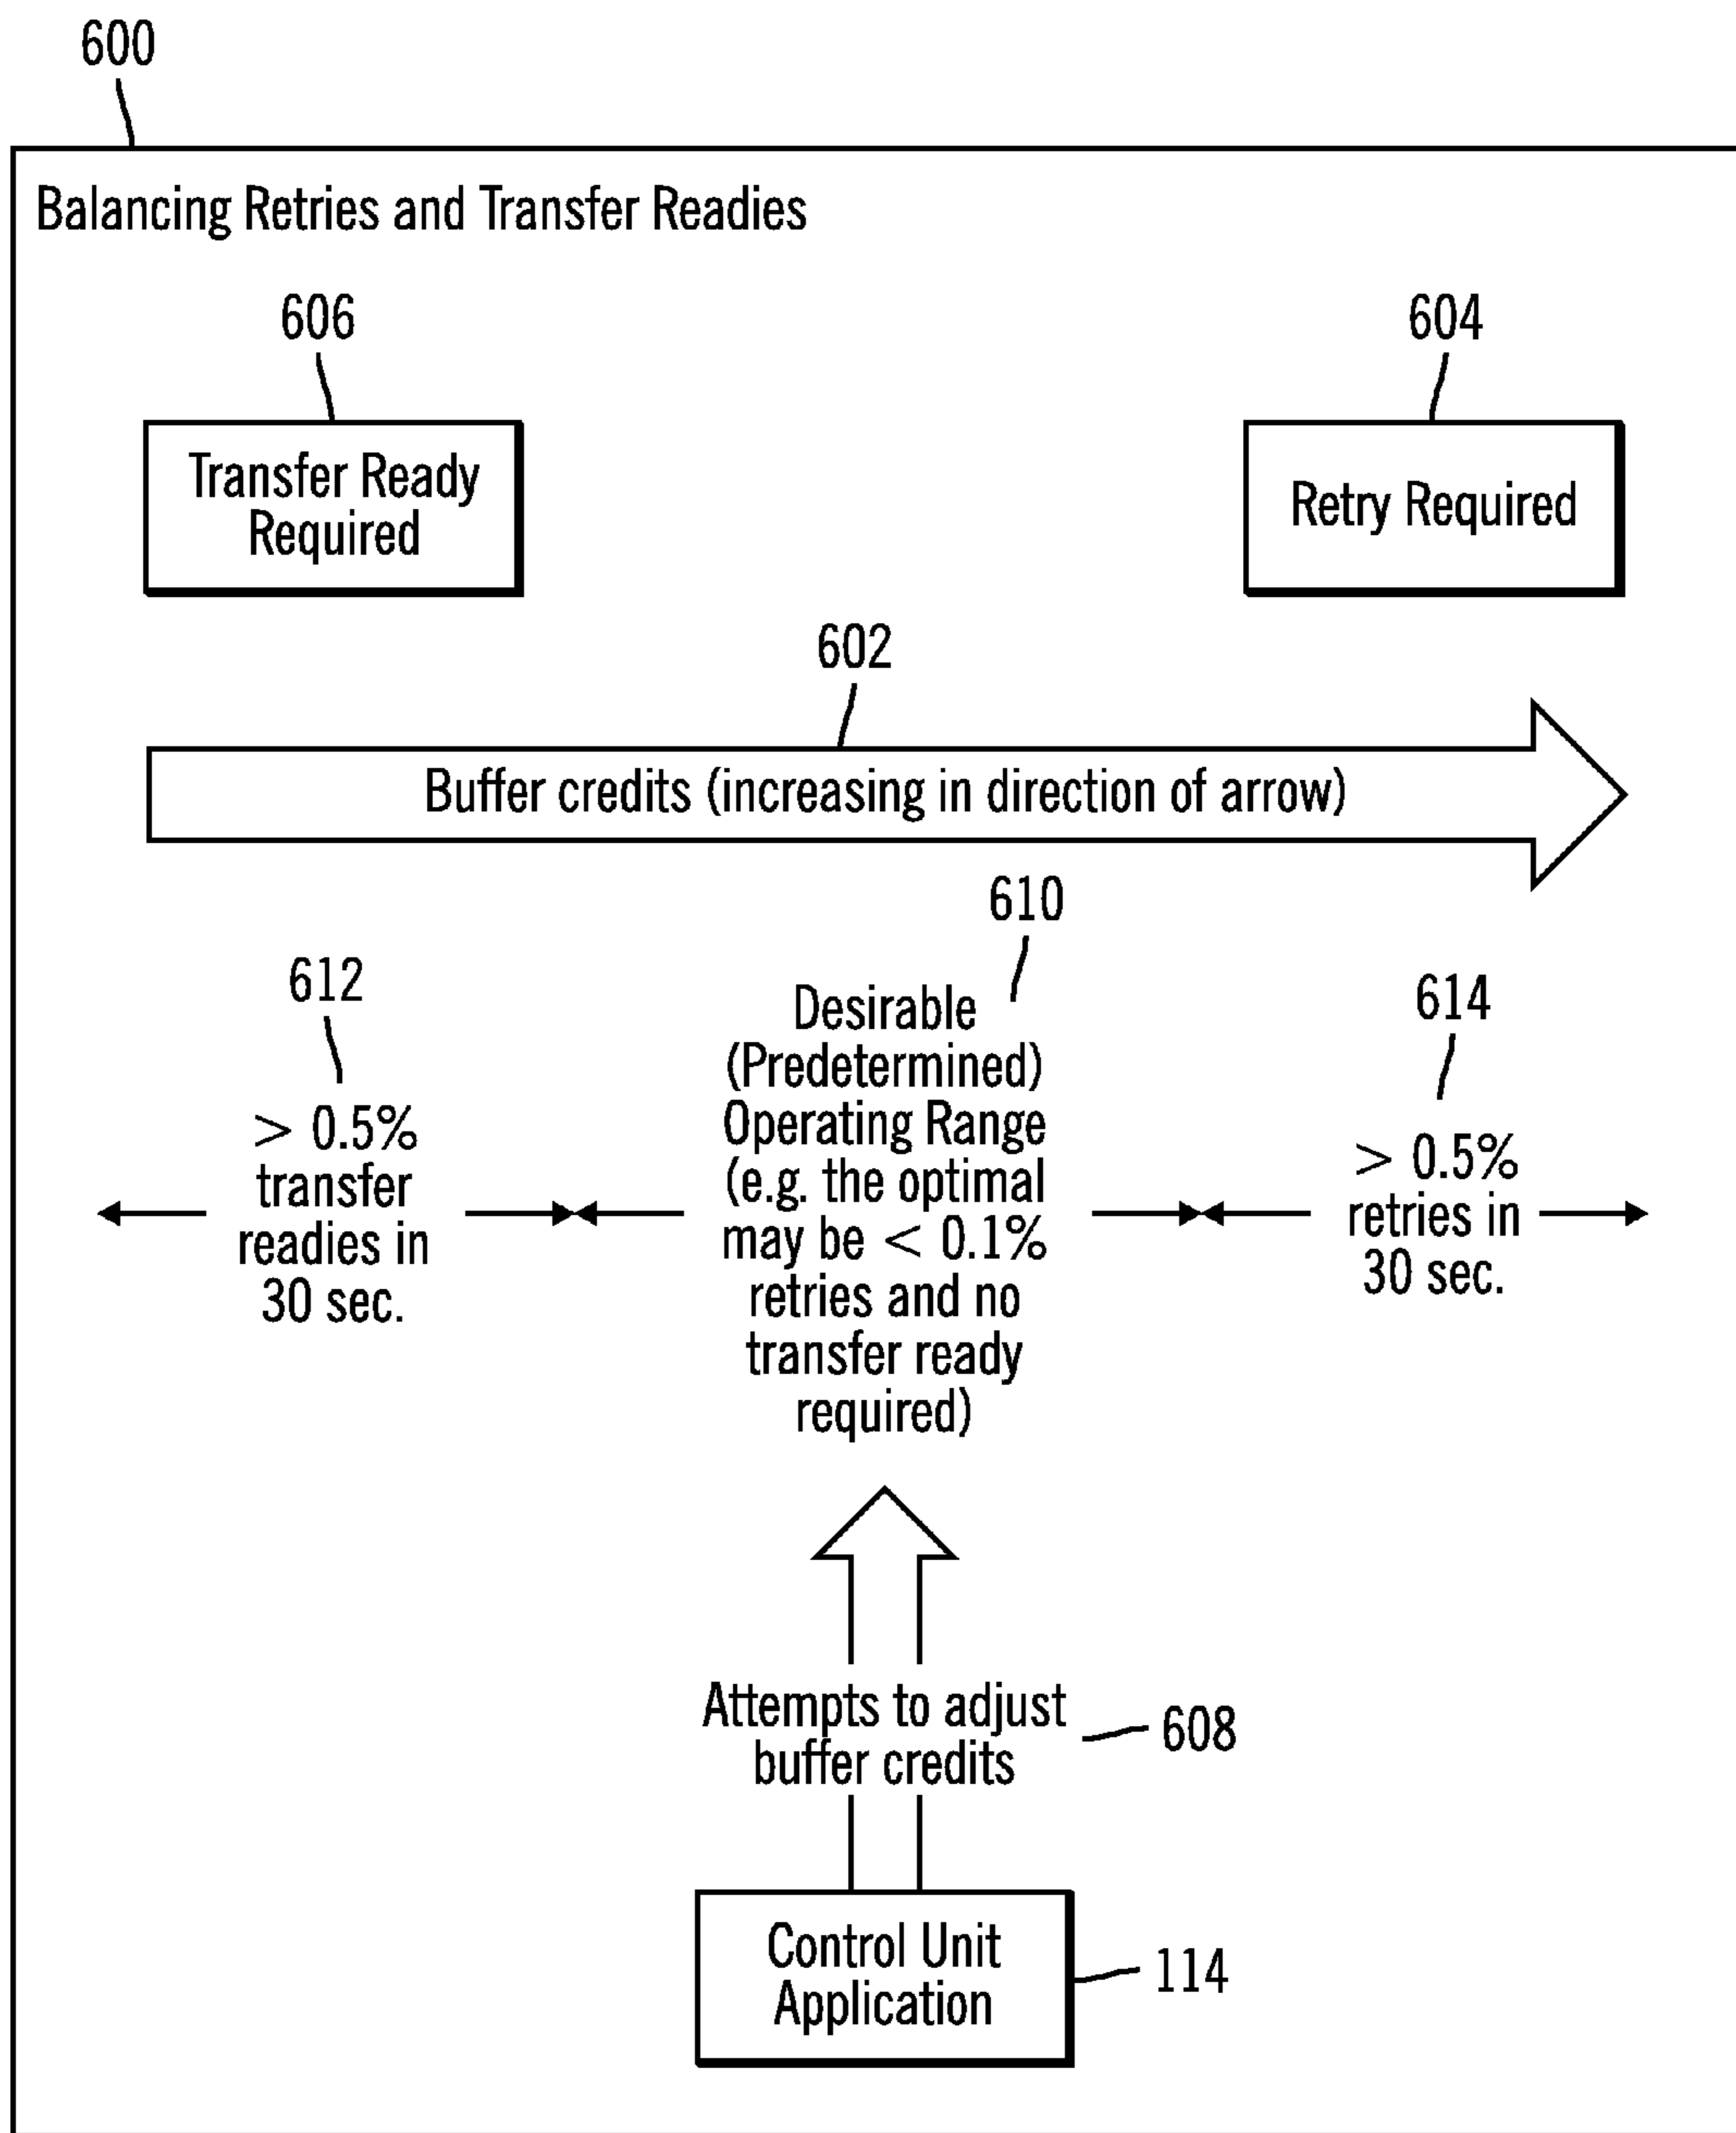 600
Balancing Retries and Transfer Readies
606
604
Transfer Ready
Required
Retry Required
602
Buffer credits (increasing in direction of arrow)
610
612
614
> 0.5%
transfer
readies in
30 sec.
Desirable
(Predetermined)
Operating Range
(e.g. the optimal
may be < 0.1%
retries and no
transfer ready
required)
> 0.5%
retries in
30 sec.
Attempts to adjust
buffer credits
608
Control Unit
Application
114